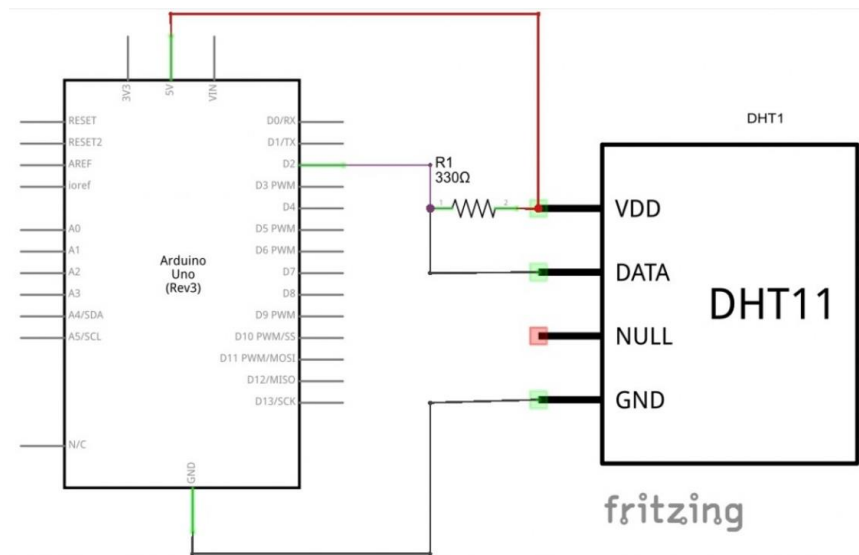 3V3
5V
VIN
RESET
RESET2
AREF
ioref
A0
A1
A2
A3
A4/SDA
A5/SCL
N/C
Arduino
Uno
(Rev3)
D0/RX
D1/TX
D2
D3 PWM
D4
D5 PWM
D6 PWM
D7
D8
D9 PWM
D10 PWM/SS
D11 PWM/MOSI
D12/MISO
D13/SCK
GND
R1
330Ω
1
2
DHT1
VDD
DATA
NULL
GND
DHT11
fritzing